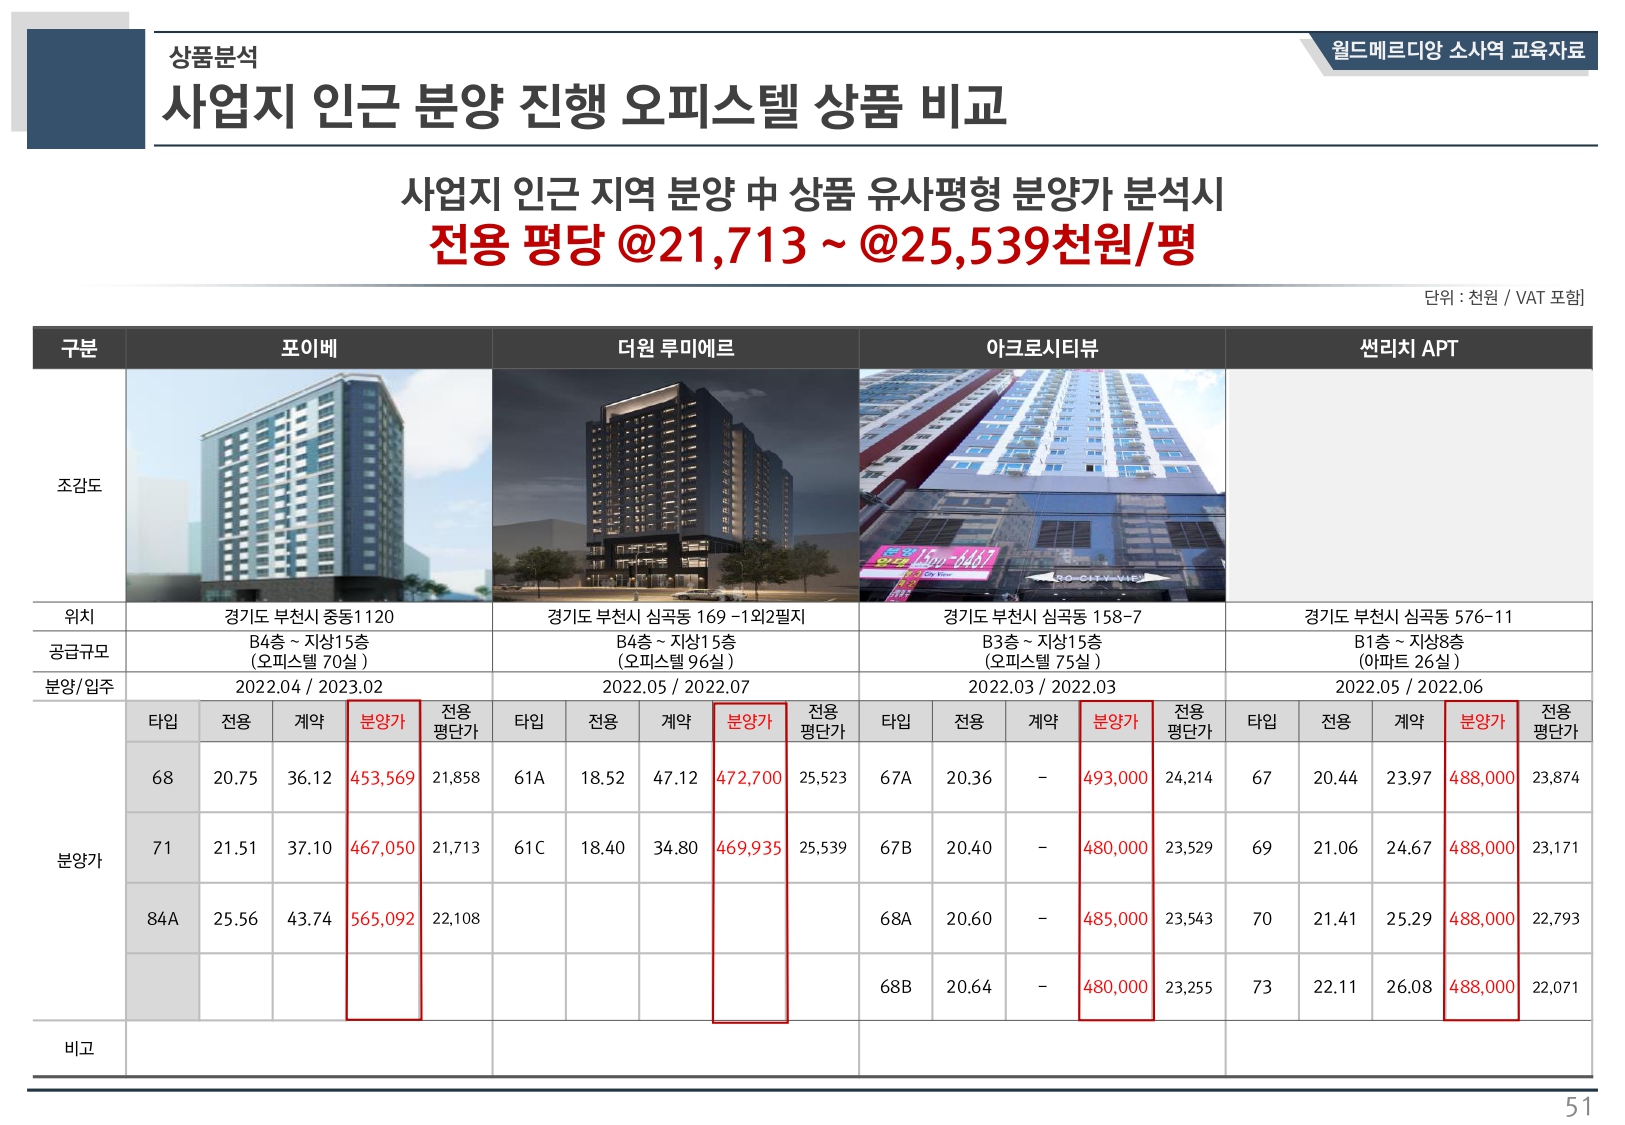 상품분석
사업지 인근 분양 진행 오피스텔 상품 비교
월드메르디앙 소사역 교육자료
사업지 인근 지역 분양 中 상품 유사평형 분양가 분석시
전용 평당 @21,713 ~ @25,539천원/평
단위 : 천원 / VAT 포함]
구분 포이베 더원 루미에르 아크로시티뷰 썬리치 APT
조감도
분양 1500-6467
City View
RO CITY VIE
위치 경기도 부천시 중동1120 경기도 부천시 심곡동 169 -1외2필지 경기도 부천시 심곡동 158-7 경기도 부천시 심곡동 576-11
공급규모 B4층 ~ 지상15층 B4층 ~ 지상15층 B3층 ~ 지상15층 B1층 ~ 지상8층
(오피스텔 70실 ) (오피스텔 96실 ) (오피스텔 75실 ) (아파트 26실 )
분양/입주 2022.04 / 2023.02 2022.05 / 2022.07 2022.03 / 2022.03 2022.05 / 2022.06
타입 전용 계약 분양가 전용 평단가 타입 전용 계약 분양가 전용 평단가 타입 전용 계약 분양가 전용 평단가 타입 전용 계약 분양가 전용 평단가
분양가
68 20.75 36.12 453,569 21,858 61A 18.52 47.12 472,700 25,523 67A 20.36 - 493,000 24,214 67 20.44 23.97 488,000 23,874
71 21.51 37.10 467,050 21,713 61C 18.40 34.80 469,935 25,539 67B 20.40 - 480,000 23,529 69 21.06 24.67 488,000 23,171
84A 25.56 43.74 565,092 22,108 68A 20.60 - 485,000 23,543 70 21.41 25.29 488,000 22,793
68B 20.64 - 480,000 23,255 73 22.11 26.08 488,000 22,071
비고
51